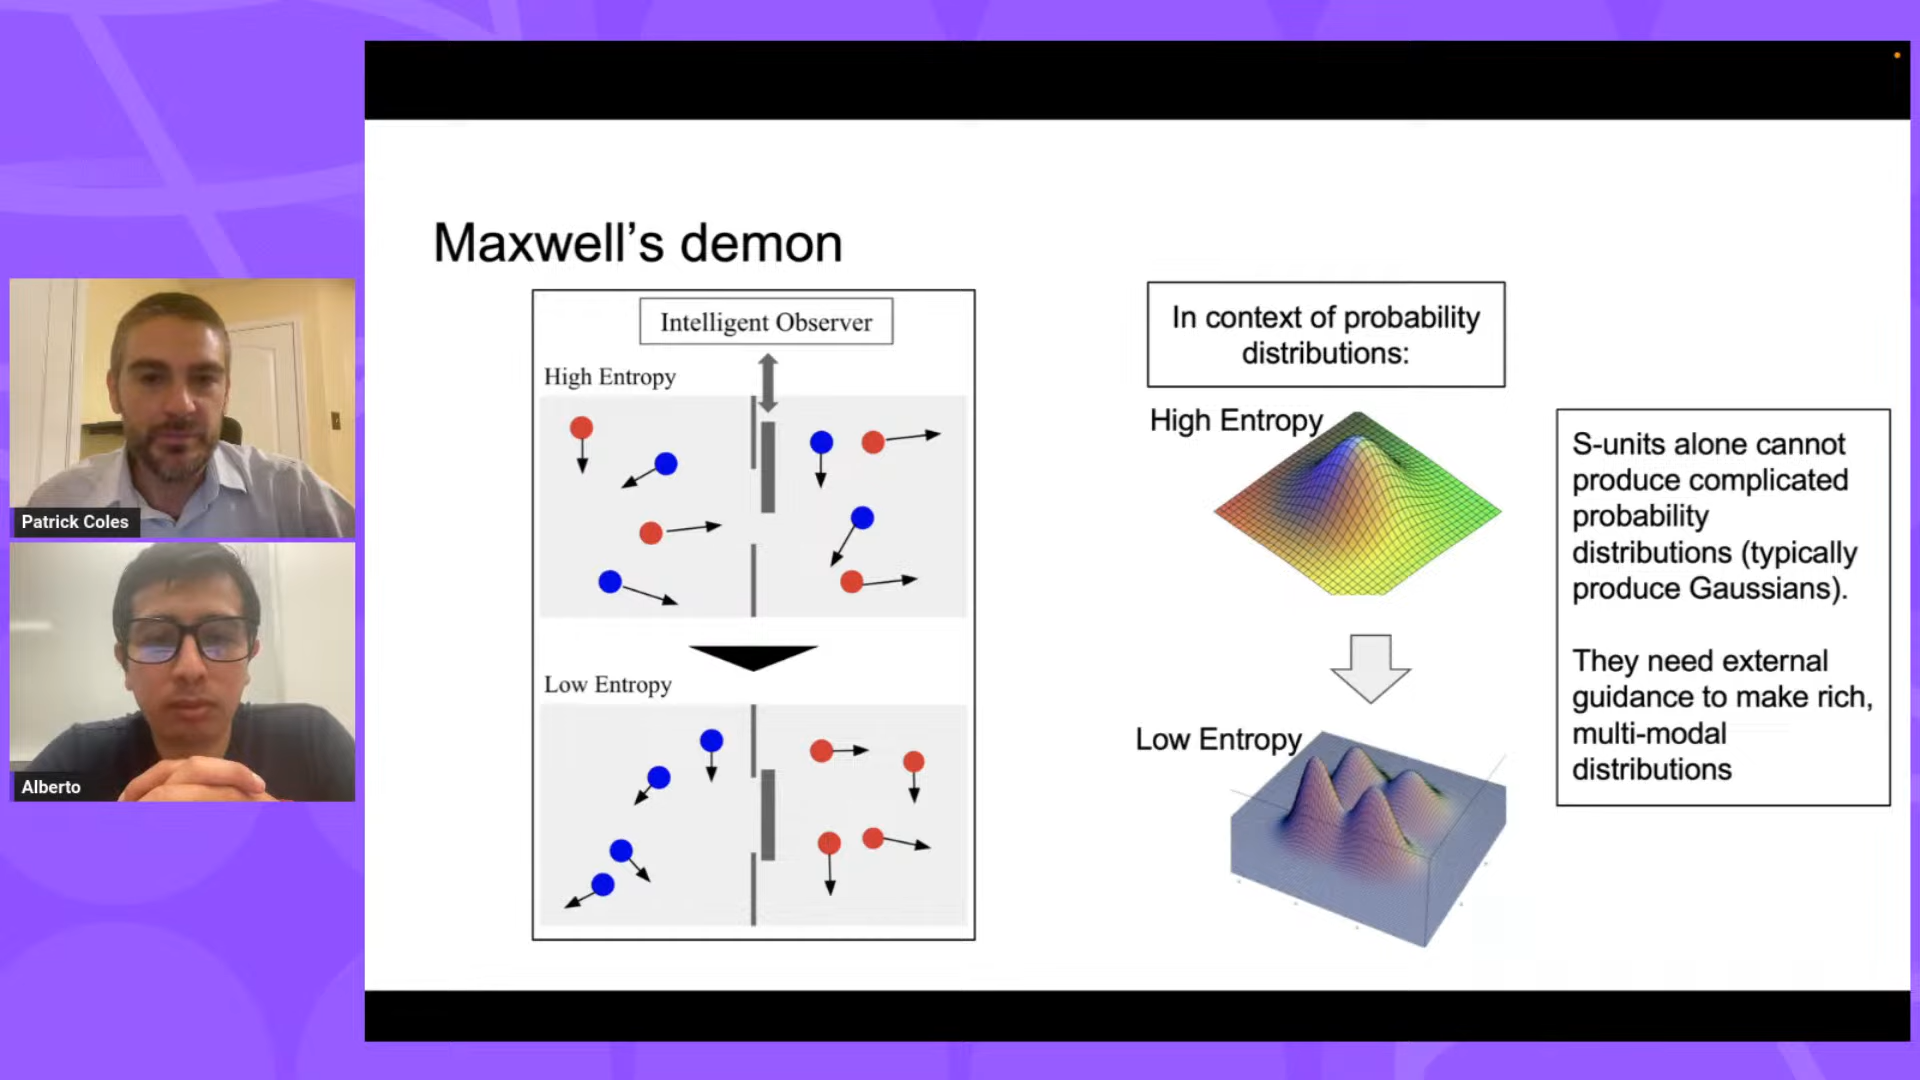 Maxwell’s demon
Intelligent Observer
High Entropy
Low Entropy
In context of probability
distributions:
High Entropy
Low Entropy
S-units alone cannot
produce complicated
probability
distributions (typically
produce Gaussians).
They need external
guidance to make rich,
multi-modal
distributions
Patrick Coles
Alberto